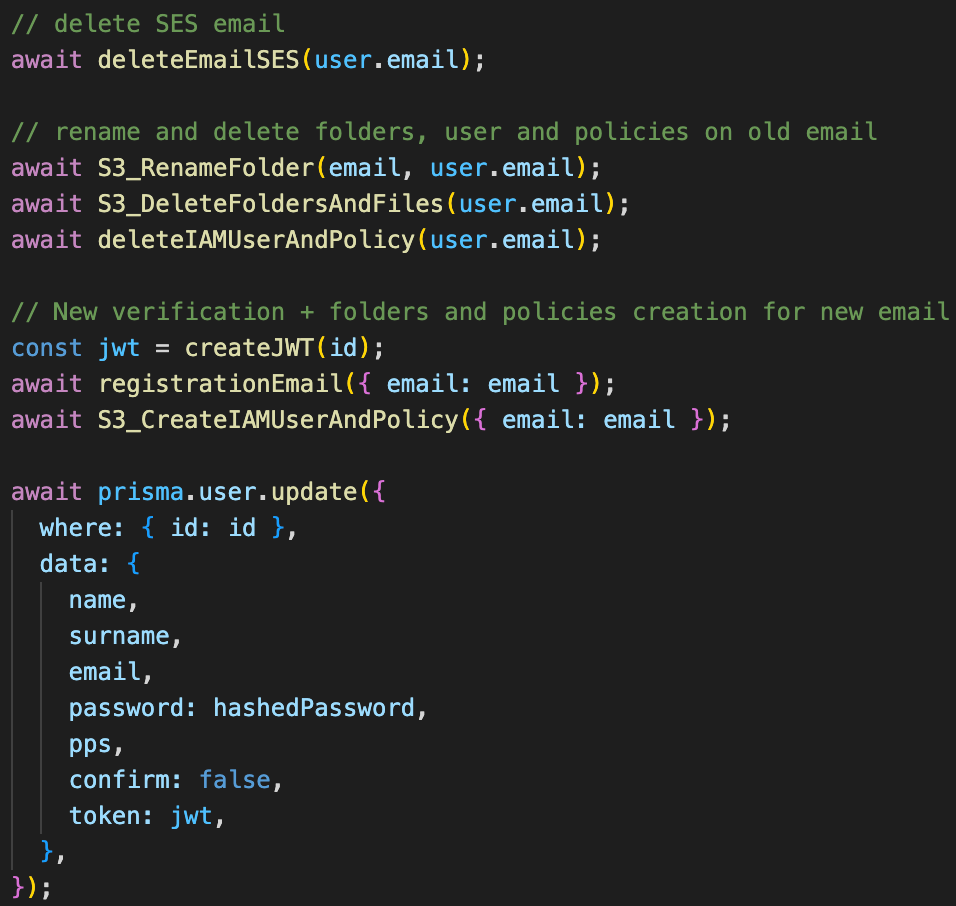 // delete SES email
await deleteEmailSES(user.email);
// rename and delete folders, user and policies on old email
await S3_RenameFolder(email, user.email);
await S3_DeleteFoldersAndFiles(user.email);
await deleteIAMUserAndPolicy(user.email);
// New verification + folders and policies creation for new email
const jwt = createJWT(id);
await registrationEmail({ email: email });
await S3_CreateIAMUserAndPolicy({ email: email });
await prisma.user.update({
  where: { id: id },
  data: {
    name,
    surname,
    email,
    password: hashedPassword,
    pps,
    confirm: false,
    token: jwt,
  },
});